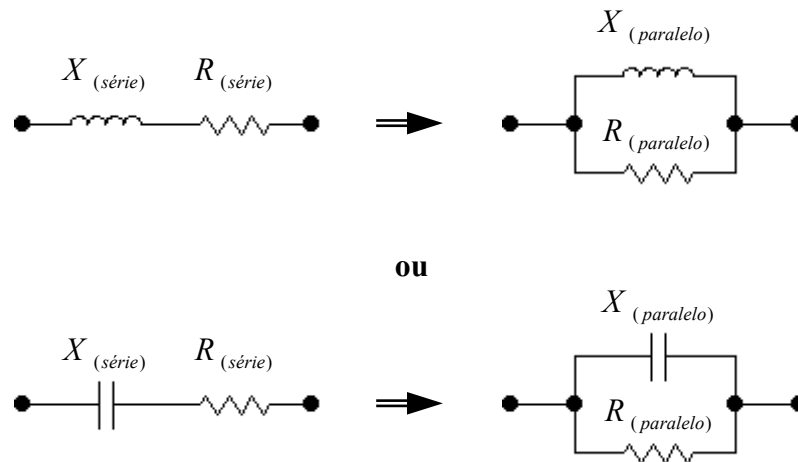 X (paralelo)
X (série) R (série)
R (paralelo)
ou
X (paralelo)
X (série) R (série)
R (paralelo)